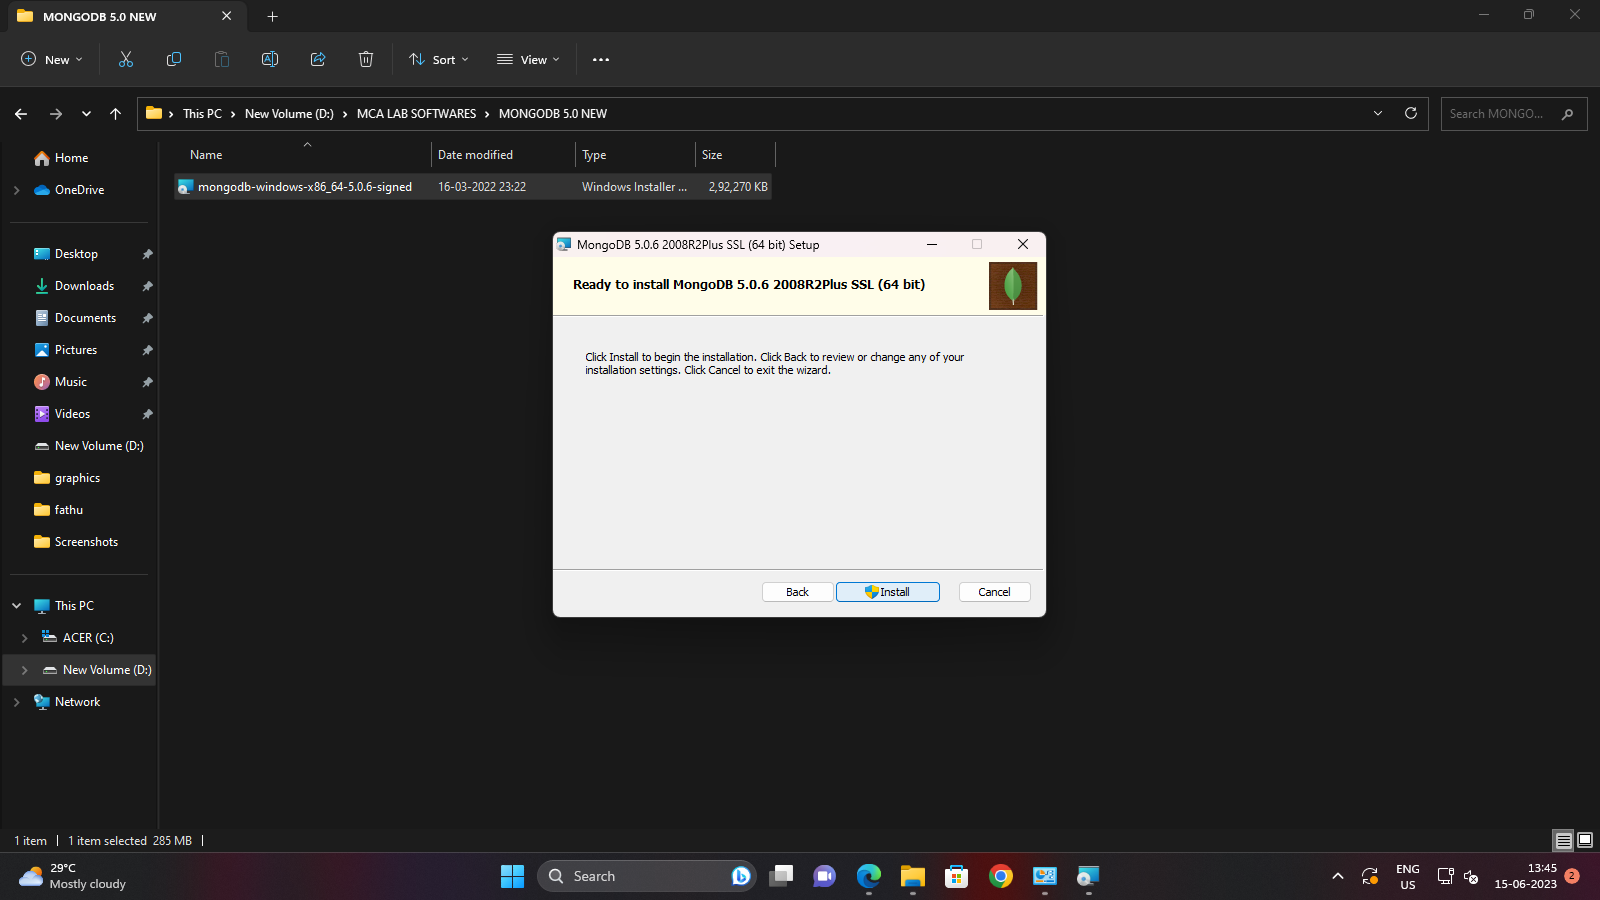 MONGODB 5.0 NEW
New
Sort
View
This PC
New Volume (D:)
MCA LAB SOFTWARES
MONGODB 5.0 NEW
Search MONGO...
Home
OneDrive
Desktop
Downloads
Documents
Pictures
Music
Videos
New Volume (D:)
graphics
fathu
Screenshots
This PC
ACER (C:)
New Volume (D:)
Network
Name
Date modified
Type
Size
mongodb-windows-x86_64-5.0.6-signed
16-03-2022 23:22
Windows Installer ...
2,92,270 KB
MongoDB 5.0.6 2008R2Plus SSL (64 bit) Setup
Ready to install MongoDB 5.0.6 2008R2Plus SSL (64 bit)
Click Install to begin the installation. Click Back to review or change any of your
installation settings. Click Cancel to exit the wizard.
Back
Install
Cancel
1 item
1 item selected 285 MB
29°C
Mostly cloudy
Search
ENG
US
13:45
15-06-2023
2